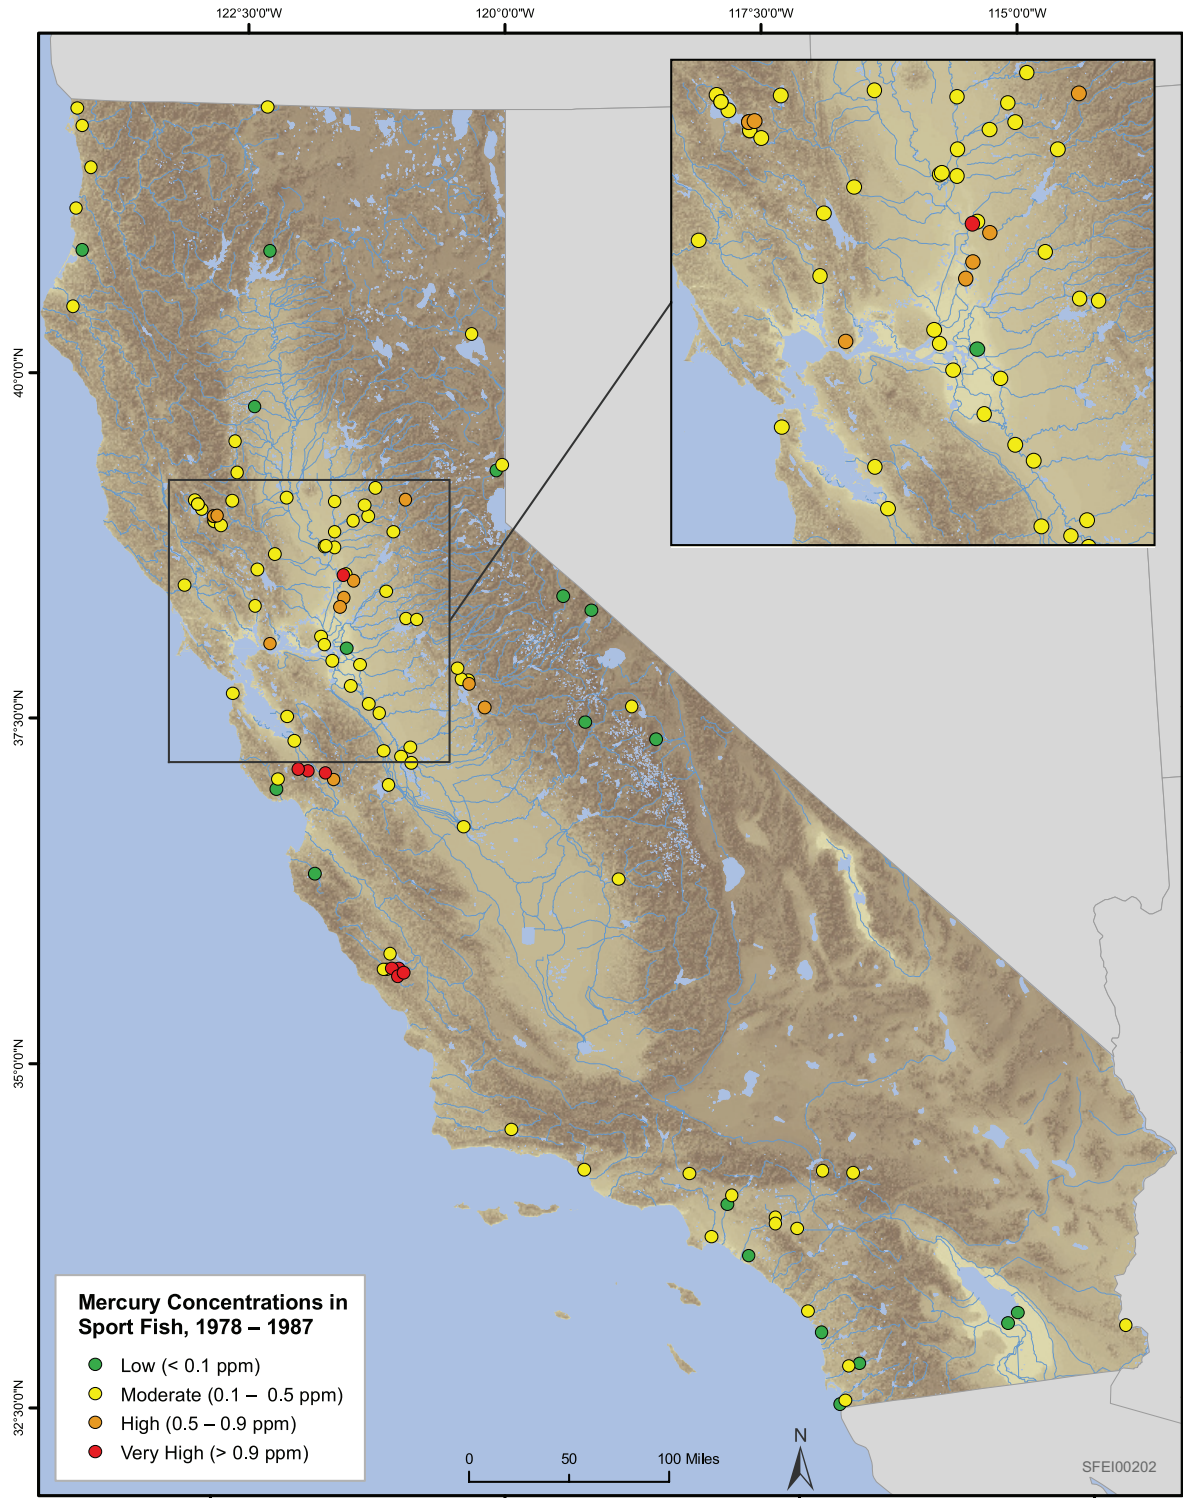 122°30'0"W
120°0'0"W
117°30'0"W
115°0'0"W
40°0'0"N
37°30'0"N
35°0'0"N
32°30'0"N
Mercury Concentrations in
Sport Fish, 1978 – 1987
Low (< 0.1 ppm)
Moderate (0.1 – 0.5 ppm)
High (0.5 – 0.9 ppm)
Very High (> 0.9 ppm)
0 50 100 Miles
N
SFEI00202